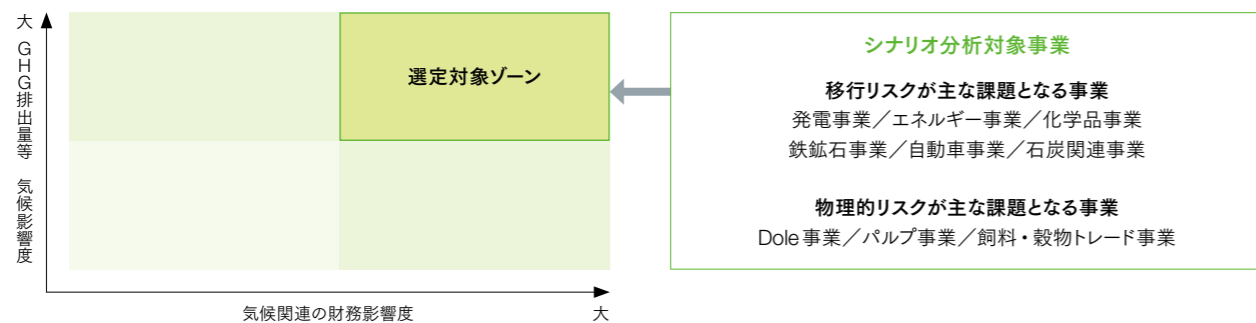 大
GHG排出量等 気候影響度
選定対象ゾーン
気候関連の財務影響度
大
シナリオ分析対象事業
移行リスクが主な課題となる事業
発電事業／エネルギー事業／化学品事業
鉄鉱石事業／自動車事業／石炭関連事業
物理的リスクが主な課題となる事業
Dole事業／パルプ事業／飼料・穀物トレード事業